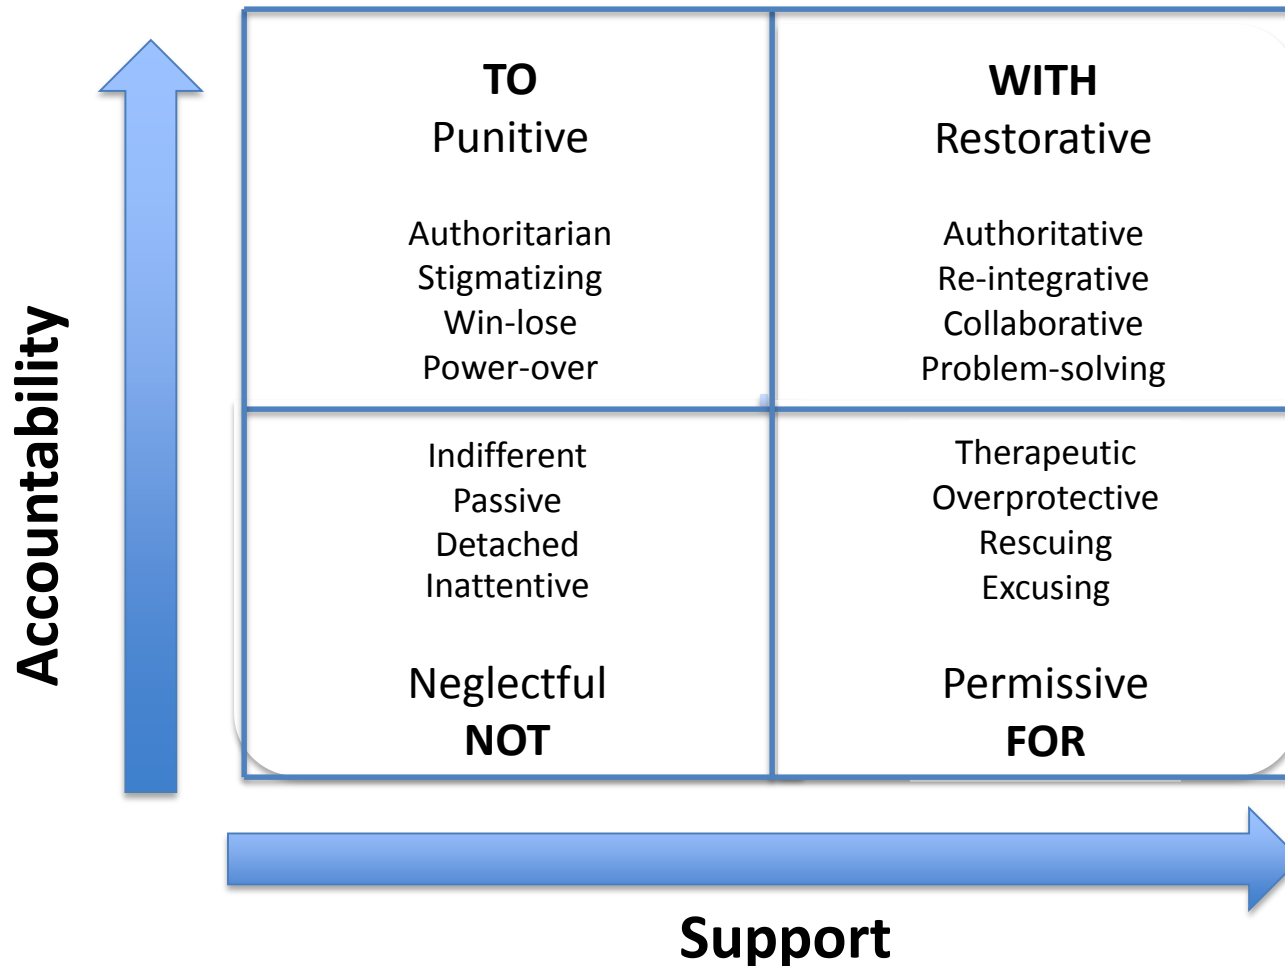 TO
Punitive
Authoritarian
Stigmatizing
Win-lose
Power-over
WITH
Restorative
Authoritative
Re-integrative
Collaborative
Problem-solving
Indifferent
Passive
Detached
Inattentive
Neglectful
NOT
Therapeutic
Overprotective
Rescuing
Excusing
Permissive
FOR
Accountability
Support